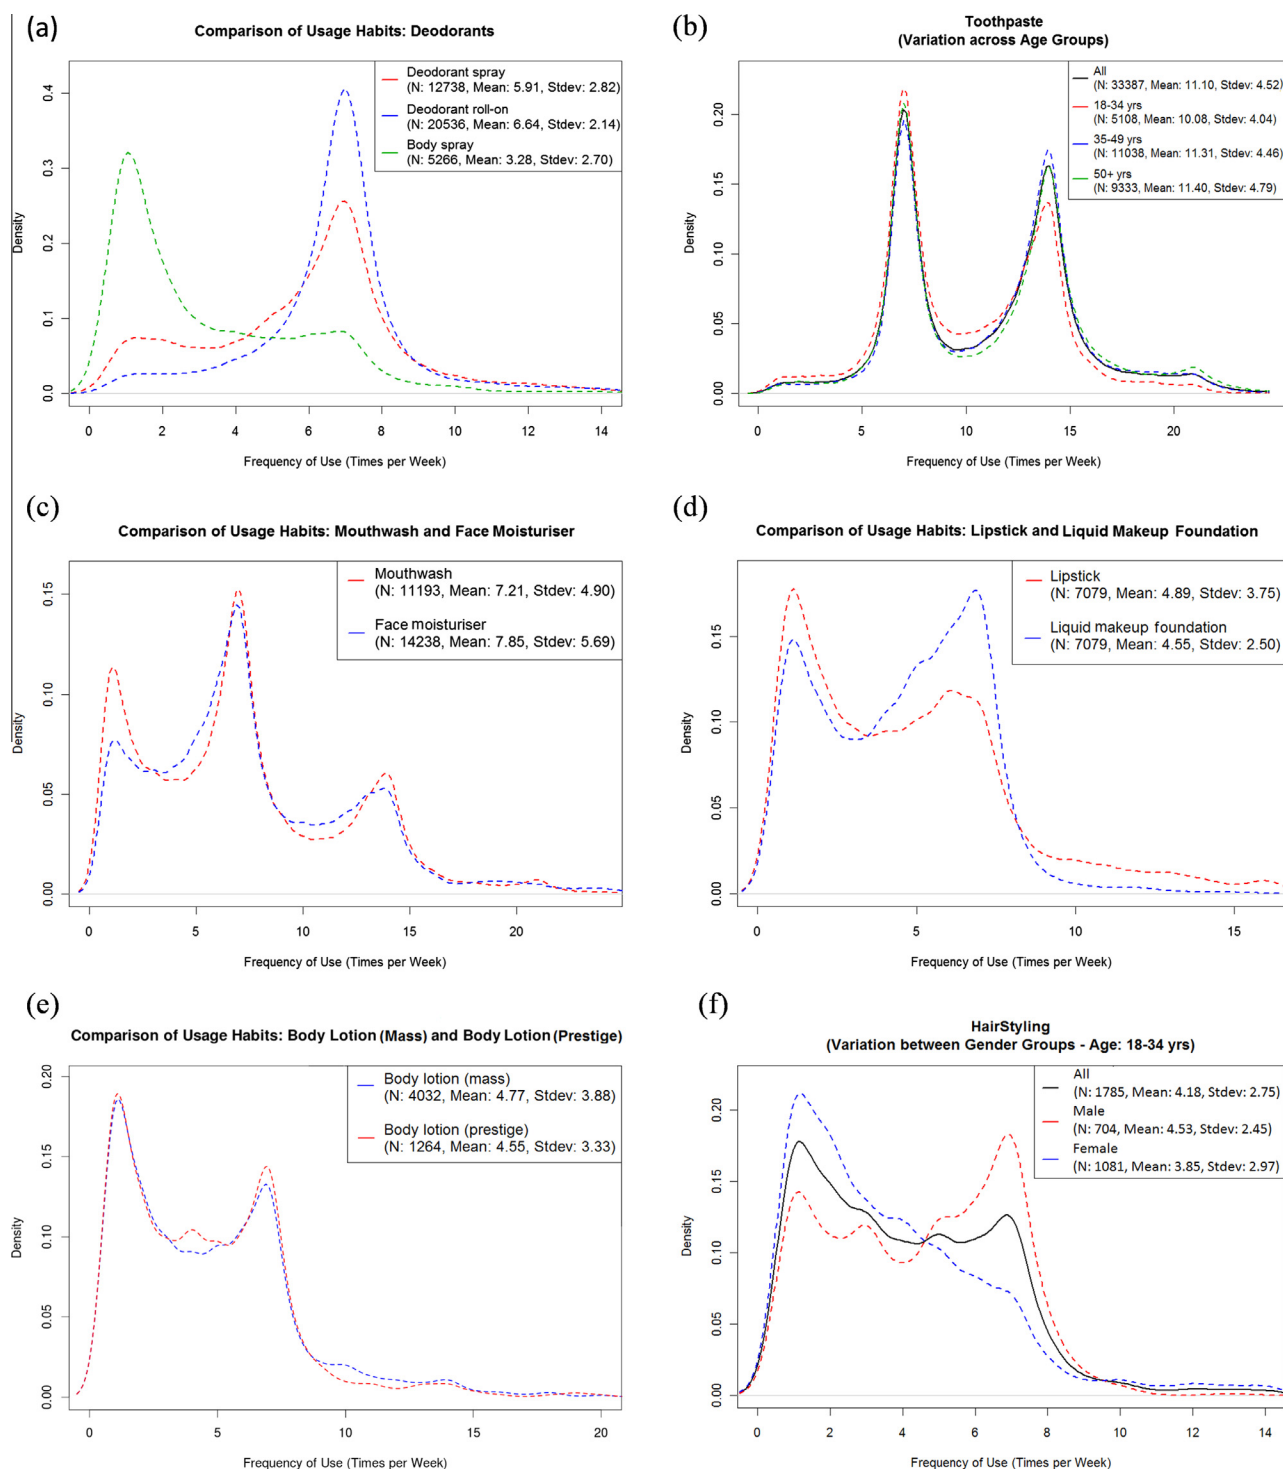 (a)
Comparison of Usage Habits: Deodorants
Deodorant spray
(N: 12738, Mean: 5.91, Stdev: 2.82)
Deodorant roll-on
(N: 20536, Mean: 6.64, Stdev: 2.14)
Body spray
(N: 5266, Mean: 3.28, Stdev: 2.70)
Density
0.0 0.1 0.2 0.3 0.4
0 2 4 6 8 10 12 14
Frequency of Use (Times per Week)
(b)
Toothpaste
(Variation across Age Groups)
All
(N: 33387, Mean: 11.10, Stdev: 4.52)
18-34 yrs
(N: 5108, Mean: 10.08, Stdev: 4.04)
35-49 yrs
(N: 11038, Mean: 11.31, Stdev: 4.46)
50+ yrs
(N: 9333, Mean: 11.40, Stdev: 4.79)
Density
0.00 0.05 0.10 0.15 0.20
0 5 10 15 20
Frequency of Use (Times per Week)
(c)
Comparison of Usage Habits: Mouthwash and Face Moisturiser
Mouthwash
(N: 11193, Mean: 7.21, Stdev: 4.90)
Face moisturiser
(N: 14238, Mean: 7.85, Stdev: 5.69)
Density
0.00 0.05 0.10 0.15
0 5 10 15 20
Frequency of Use (Times per Week)
(d)
Comparison of Usage Habits: Lipstick and Liquid Makeup Foundation
Lipstick
(N: 7079, Mean: 4.89, Stdev: 3.75)
Liquid makeup foundation
(N: 7079, Mean: 4.55, Stdev: 2.50)
Density
0.00 0.05 0.10 0.15
0 5 10 15
Frequency of Use (Times per Week)
(e)
Comparison of Usage Habits: Body Lotion (Mass) and Body Lotion (Prestige)
Body lotion (mass)
(N: 4032, Mean: 4.77, Stdev: 3.88)
Body lotion (prestige)
(N: 1264, Mean: 4.55, Stdev: 3.33)
Density
0.00 0.05 0.10 0.15 0.20
0 5 10 15 20
Frequency of Use (Times per Week)
(f)
HairStyling
(Variation between Gender Groups - Age: 18-34 yrs)
All
(N: 1785, Mean: 4.18, Stdev: 2.75)
Male
(N: 704, Mean: 4.53, Stdev: 2.45)
Female
(N: 1081, Mean: 3.85, Stdev: 2.97)
Density
0.00 0.05 0.10 0.15 0.20
0 2 4 6 8 10 12 14
Frequency of Use (Times per Week)